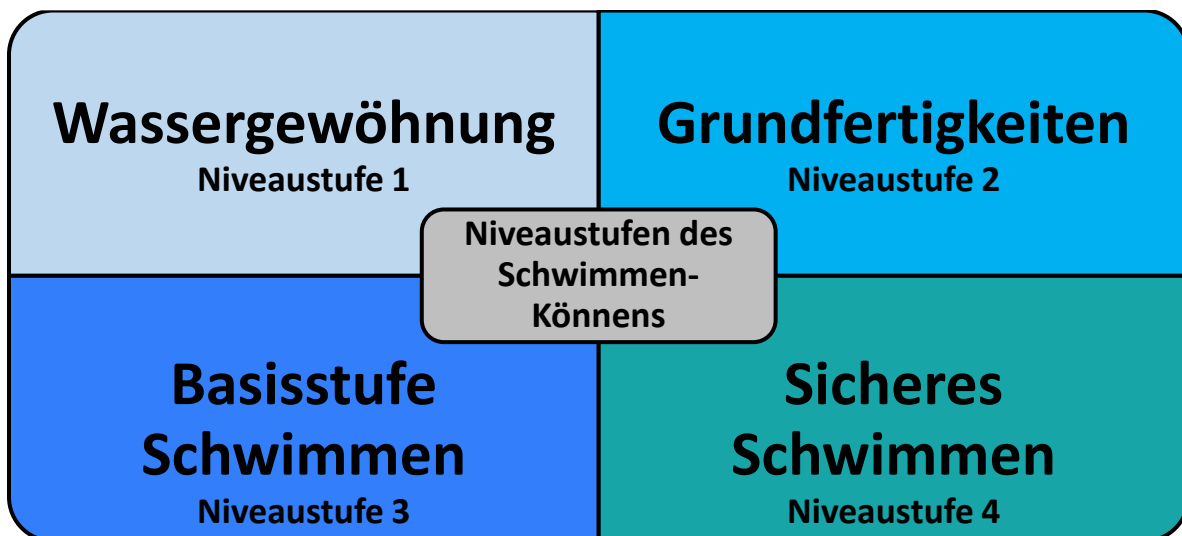 Wassergewöhnung
Niveaustufe 1
Grundfertigkeiten
Niveaustufe 2
Niveaustufen des
Schwimmen-
Könnens
Basisstufe
Schwimmen
Niveaustufe 3
Sicheres
Schwimmen
Niveaustufe 4